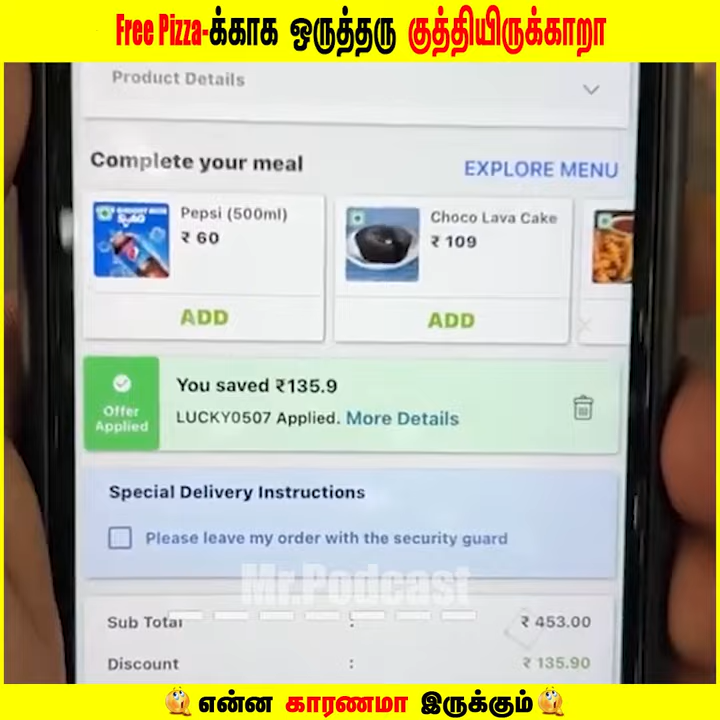 Free Pizza-க்காக ஒருத்தரு குத்தியிருக்காறா
Product Details
Complete your meal
EXPLORE MENU
Pepsi (500ml)
₹ 60
ADD
Choco Lava Cake
₹ 109
ADD
You saved ₹135.9
Offer Applied
LUCKY0507 Applied. More Details
Special Delivery Instructions
Please leave my order with the security guard
Mr.Podcast
Sub Total : ₹ 453.00
Discount : ₹ 135.90
என்ன காரணமா இருக்கும்